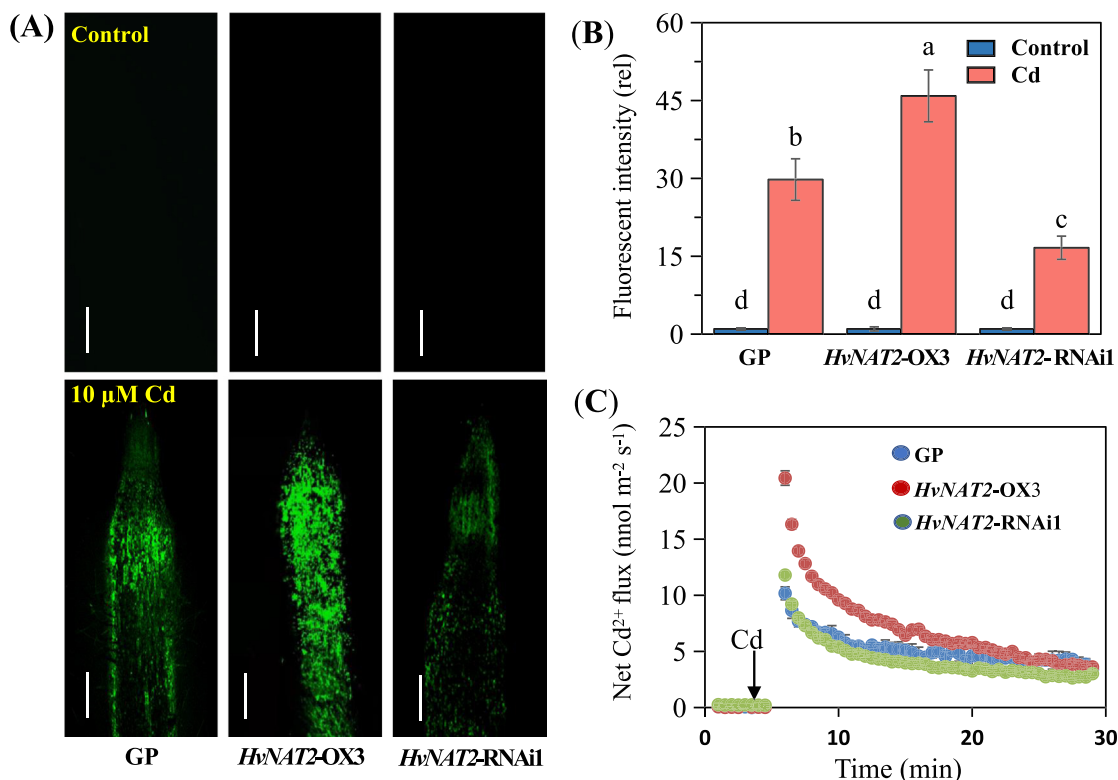 (A)
Control
10 µM Cd
GP
HvNAT2-OX3
HvNAT2-RNAi1
(B)
Fluorescent intensity (rel)
60
45
30
15
0
Control
Cd
d
b
d
a
d
c
GP
HvNAT2-OX3
HvNAT2-RNAi1
(C)
Net Cd²⁺ flux (nnol m⁻² s⁻¹)
25
20
15
10
5
0
GP
HvNAT2-OX3
HvNAT2-RNAi1
Cd
0
10
20
30
Time (min)